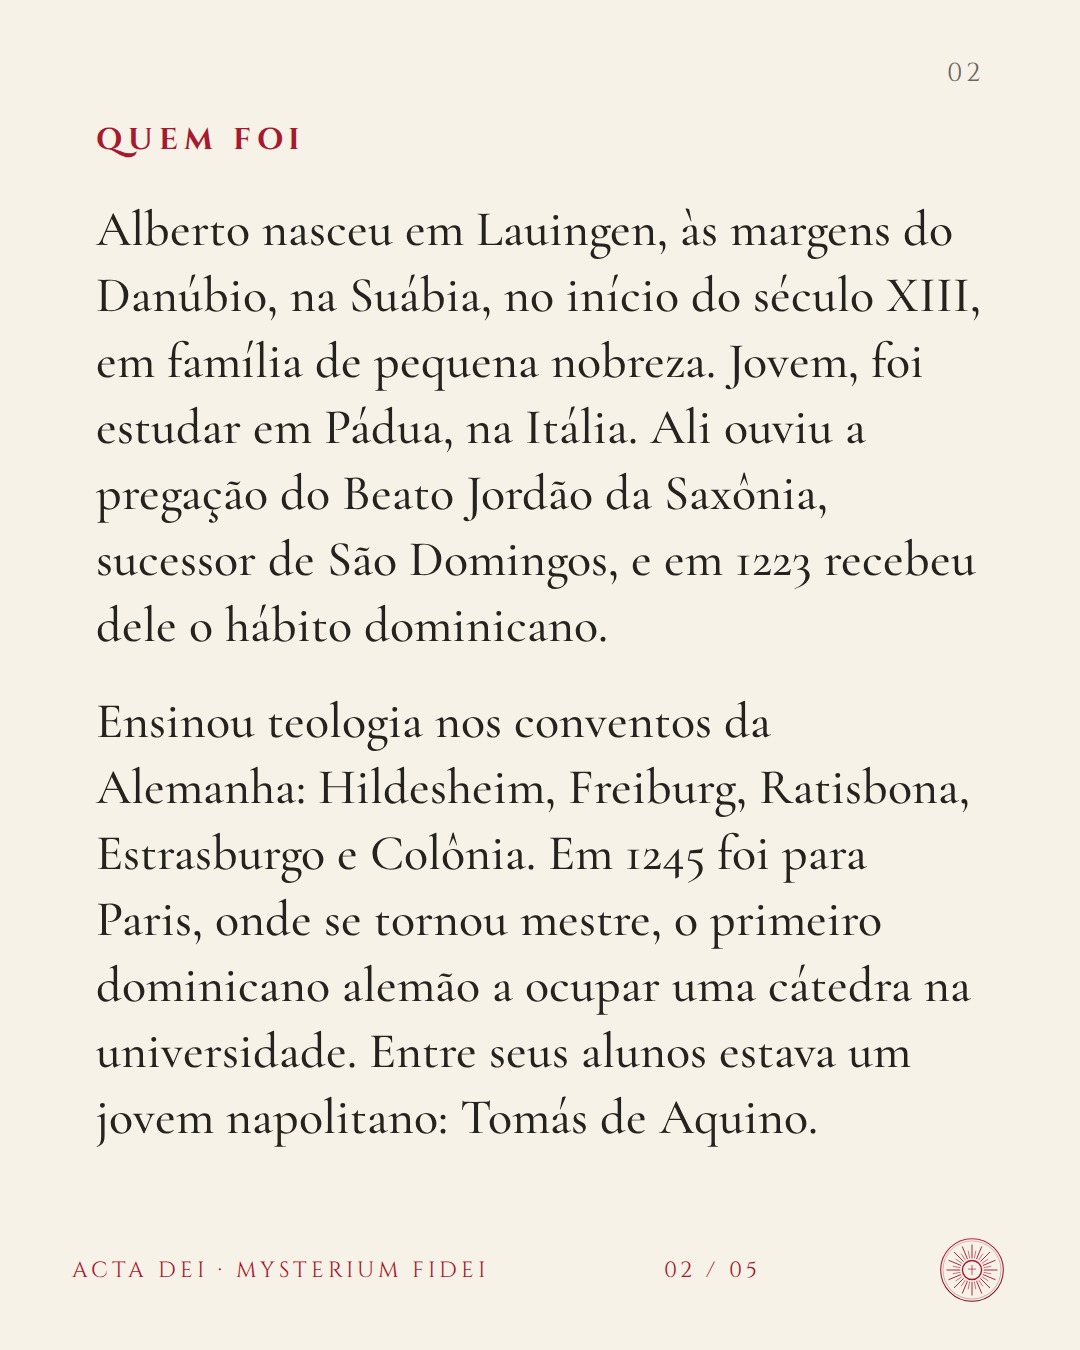 02
QUEM FOI
Alberto nasceu em Lauingen, às margens do
Danúbio, na Suábia, no início do século XIII,
em família de pequena nobreza. Jovem, foi
estudar em Pádua, na Itália. Ali ouviu a
pregação do Beato Jordão da Saxônia,
sucessor de São Domingos, e em 1223 recebeu
dele o hábito dominicano.
Ensinou teologia nos conventos da
Alemanha: Hildesheim, Freiburg, Ratisbona,
Estrasburgo e Colônia. Em 1245 foi para
Paris, onde se tornou mestre, o primeiro
dominicano alemão a ocupar uma cátedra na
universidade. Entre seus alunos estava um
jovem napolitano: Tomás de Aquino.
ACTA DEI · MYSTERIUM FIDEI
02 / 05